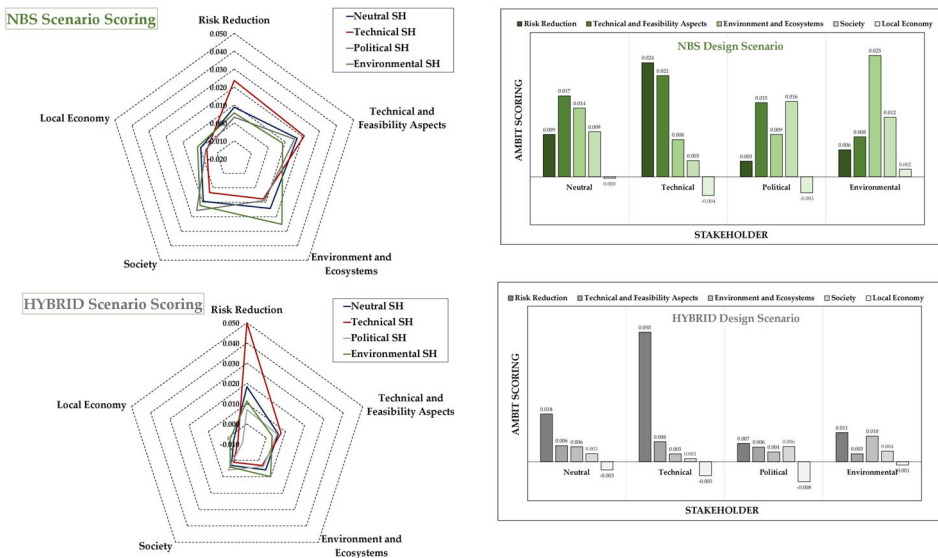 NBS Scenario Scoring
Risk Reduction
0.050
0.040
0.030
0.020
0.010
0.000
-0.010
-0.020
Neutral SH
Technical SH
Political SH
Environmental SH
Local Economy
Technical and
Feasibility Aspects
Society
Environment and
Ecosystems
Risk Reduction Technical and Feasibility Aspects Environment and Ecosystems Society Local Economy
NBS Design Scenario
AMBIT SCORING
0.009
0.017
0.014
0.009
0.000
0.024
0.021
0.008
0.003
-0.004
0.003
0.015
0.009
0.016
-0.003
0.006
0.008
0.025
0.012
0.002
Neutral
Technical
Political
Environmental
STAKEHOLDER
HYBRID Scenario Scoring
Risk Reduction
0.050
0.040
0.030
0.020
0.010
0.000
-0.010
Neutral SH
Technical SH
Political SH
Environmental SH
Local Economy
Technical and
Feasibility Aspects
Society
Environment and
Ecosystems
Risk Reduction Technical and Feasibility Aspects Environment and Ecosystems Society Local Economy
HYBRID Design Scenario
AMBIT SCORING
0.018
0.006
0.006
0.003
-0.003
0.050
0.008
0.003
0.001
-0.005
0.007
0.006
0.004
0.006
-0.008
0.011
0.003
0.010
0.004
-0.001
Neutral
Technical
Political
Environmental
STAKEHOLDER